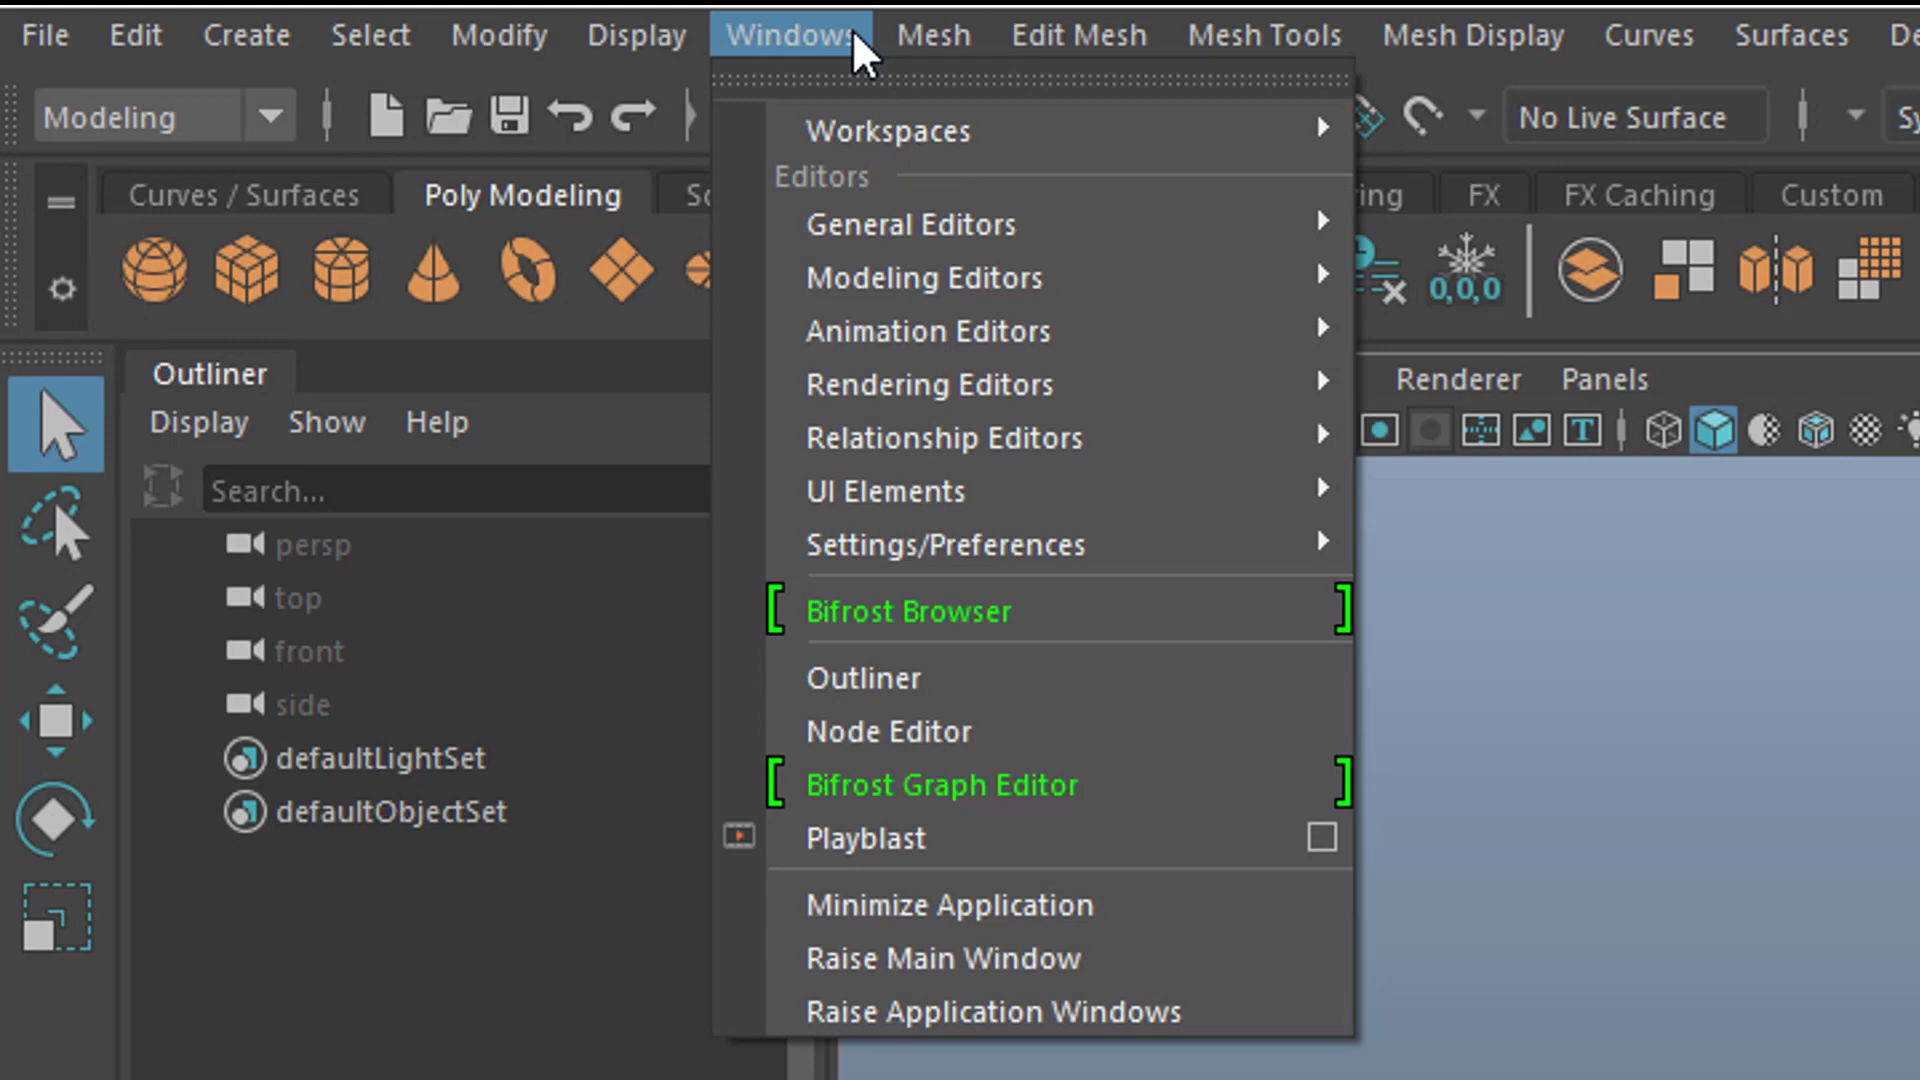 File Edit Create Select Modify Display Windows Mesh Edit Mesh Mesh Tools Mesh Display Curves Surfaces
Modeling No Live Surface
Curves / Surfaces Poly Modeling FX FX Caching Custom
0,0,0
Outliner
Display Show Help
Search...
persp
top
front
side
defaultLightSet
defaultObjectSet
Workspaces
Editors
General Editors
Modeling Editors
Animation Editors
Rendering Editors
Relationship Editors
UI Elements
Settings/Preferences
Bifrost Browser
Outliner
Node Editor
Bifrost Graph Editor
Playblast
Minimize Application
Raise Main Window
Raise Application Windows
Renderer Panels
T